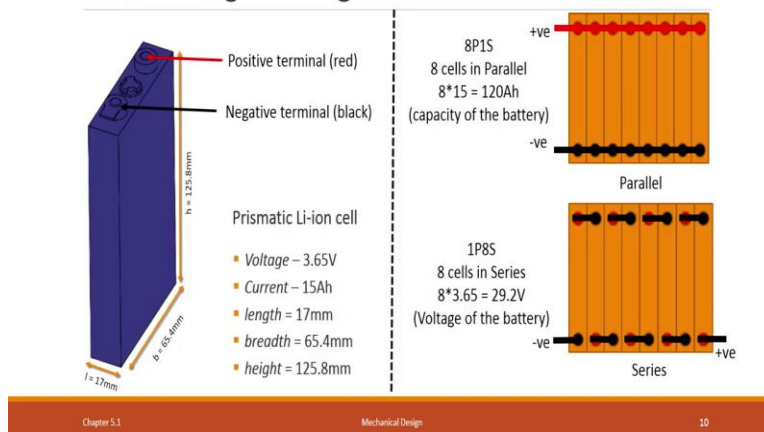 Positive terminal (red)
Negative terminal (black)
h = 125.8mm
b = 65.4mm
l = 17mm
Prismatic Li-ion cell
▪ Voltage – 3.65V
▪ Current – 15Ah
▪ length = 17mm
▪ breadth = 65.4mm
▪ height = 125.8mm
8P1S
8 cells in Parallel
8*15 = 120Ah
(capacity of the battery)
+ve
-ve
Parallel
1P8S
8 cells in Series
8*3.65 = 29.2V
(Voltage of the battery)
-ve
+ve
Series
Chapter 5.1
Mechanical Design
10